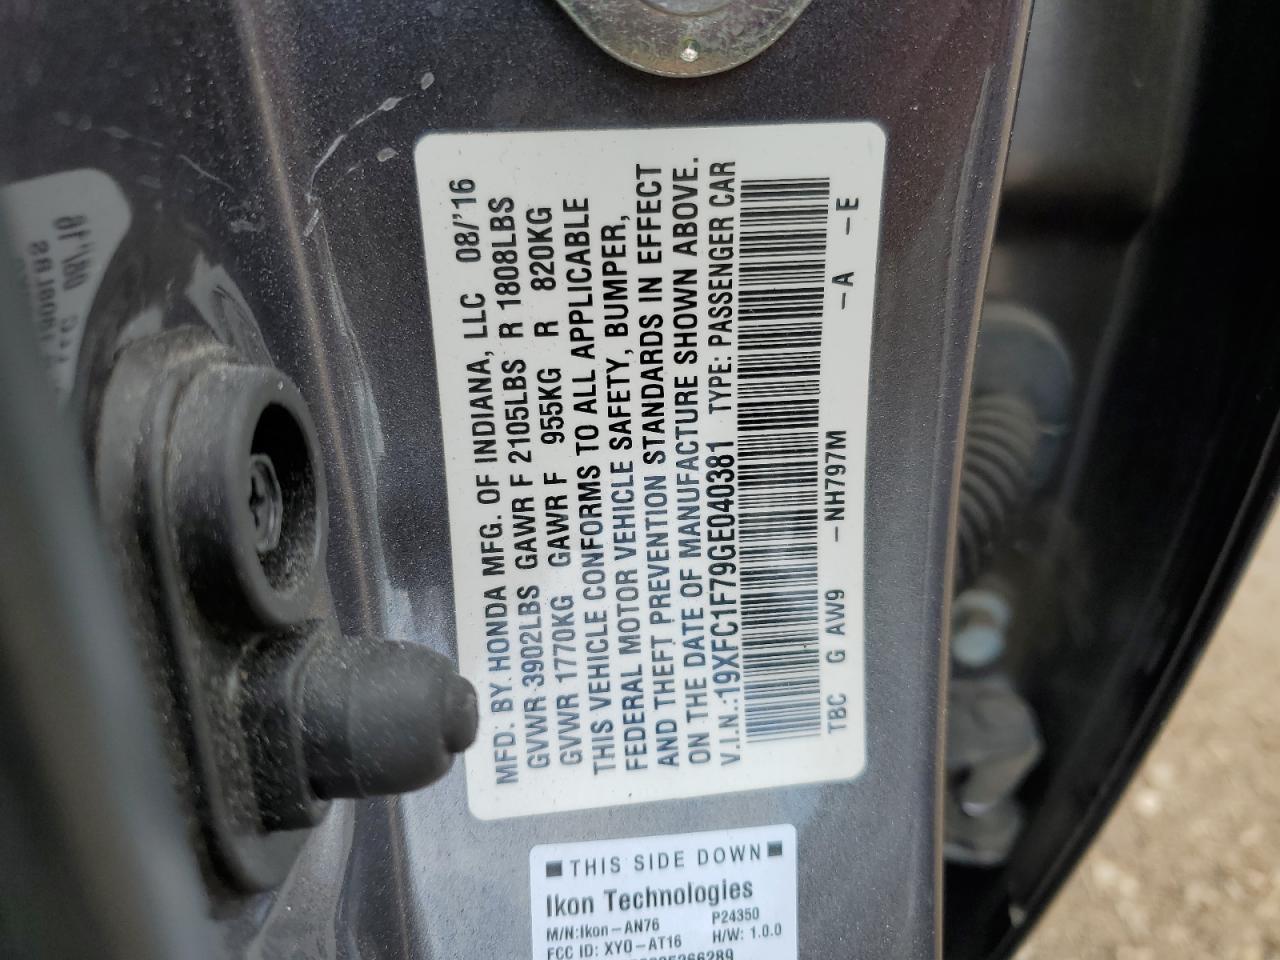 MFD. BY HONDA MFG. OF INDIANA, LLC 08/'16
GVWR 3902LBS GAWR F 2105LBS R 1808LBS
GVWR 1770KG GAWR F 955KG R 820KG
THIS VEHICLE CONFORMS TO ALL APPLICABLE
FEDERAL MOTOR VEHICLE SAFETY, BUMPER,
AND THEFT PREVENTION STANDARDS IN EFFECT
ON THE DATE OF MANUFACTURE SHOWN ABOVE.
V.I.N.:19XFC1F79GE040381 TYPE: PASSENGER CAR
TBC G AW9 -NH797M -A -E
THIS SIDE DOWN
Ikon Technologies
M/N:Ikon-AN76 P24350
FCC ID: XYO-AT16 H/W: 1.0.0